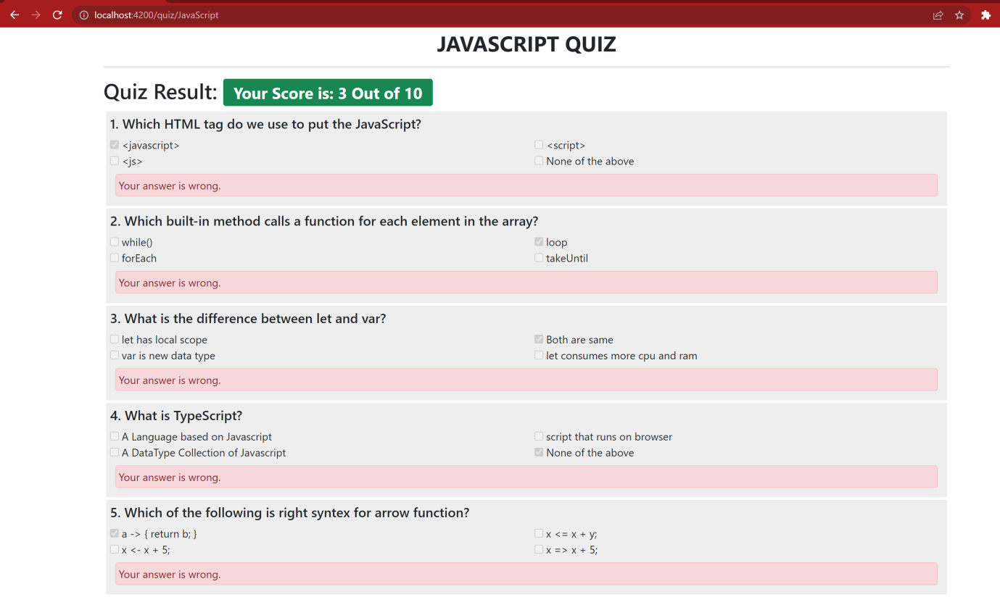 localhost:4200/quiz/JavaScript
JAVASCRIPT QUIZ
Quiz Result: Your Score is: 3 Out of 10
1. Which HTML tag do we use to put the JavaScript?
<javascript> <script>
<js> None of the above
Your answer is wrong.
2. Which built-in method calls a function for each element in the array?
while() loop
forEach takeUntil
Your answer is wrong.
3. What is the difference between let and var?
let has local scope Both are same
var is new data type let consumes more cpu and ram
Your answer is wrong.
4. What is TypeScript?
A Language based on Javascript script that runs on browser
A DataType Collection of Javascript None of the above
Your answer is wrong.
5. Which of the following is right syntex for arrow function?
a -> { return b; } x <= x + y;
x <- x + 5; x => x + 5;
Your answer is wrong.